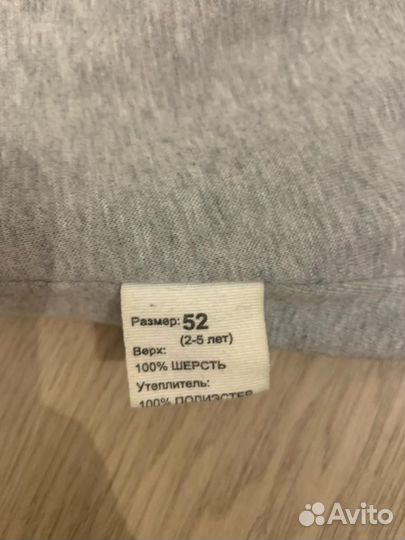 Размер: 52
(2-5 лет)
Верх:
100% ШЕРСТЬ
Утеплитель:
100% ПОЛИЭСТЕР
Avito